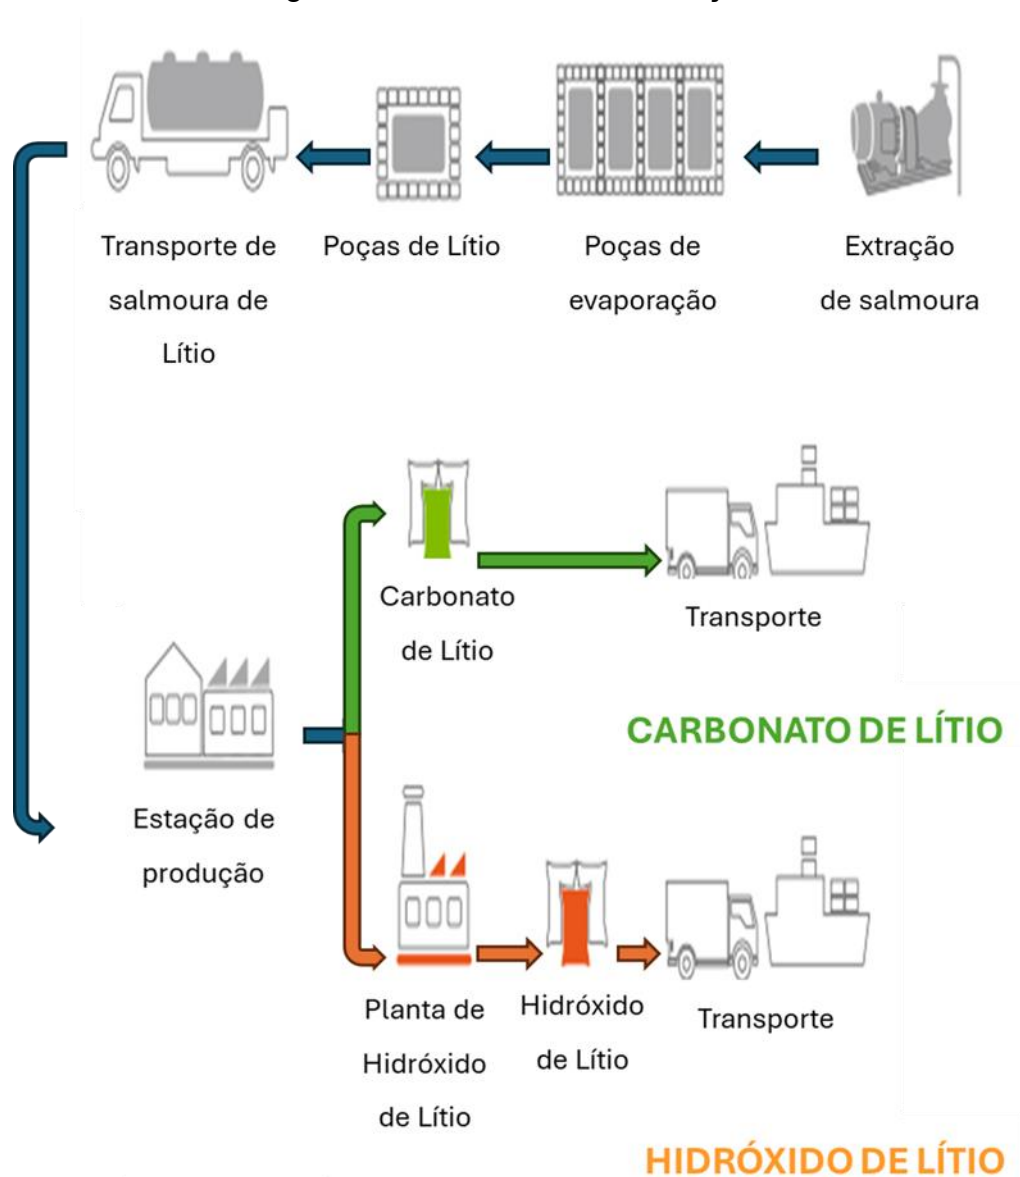 Transporte de
salmoura de
Lítio
Poças de Lítio
Poças de
evaporação
Extração
de salmoura
Carbonato
de Lítio
Transporte
CARBONATO DE LÍTIO
Estação de
produção
Planta de
Hidróxido
de Lítio
Hidróxido
de Lítio
Transporte
HIDRÓXIDO DE LÍTIO